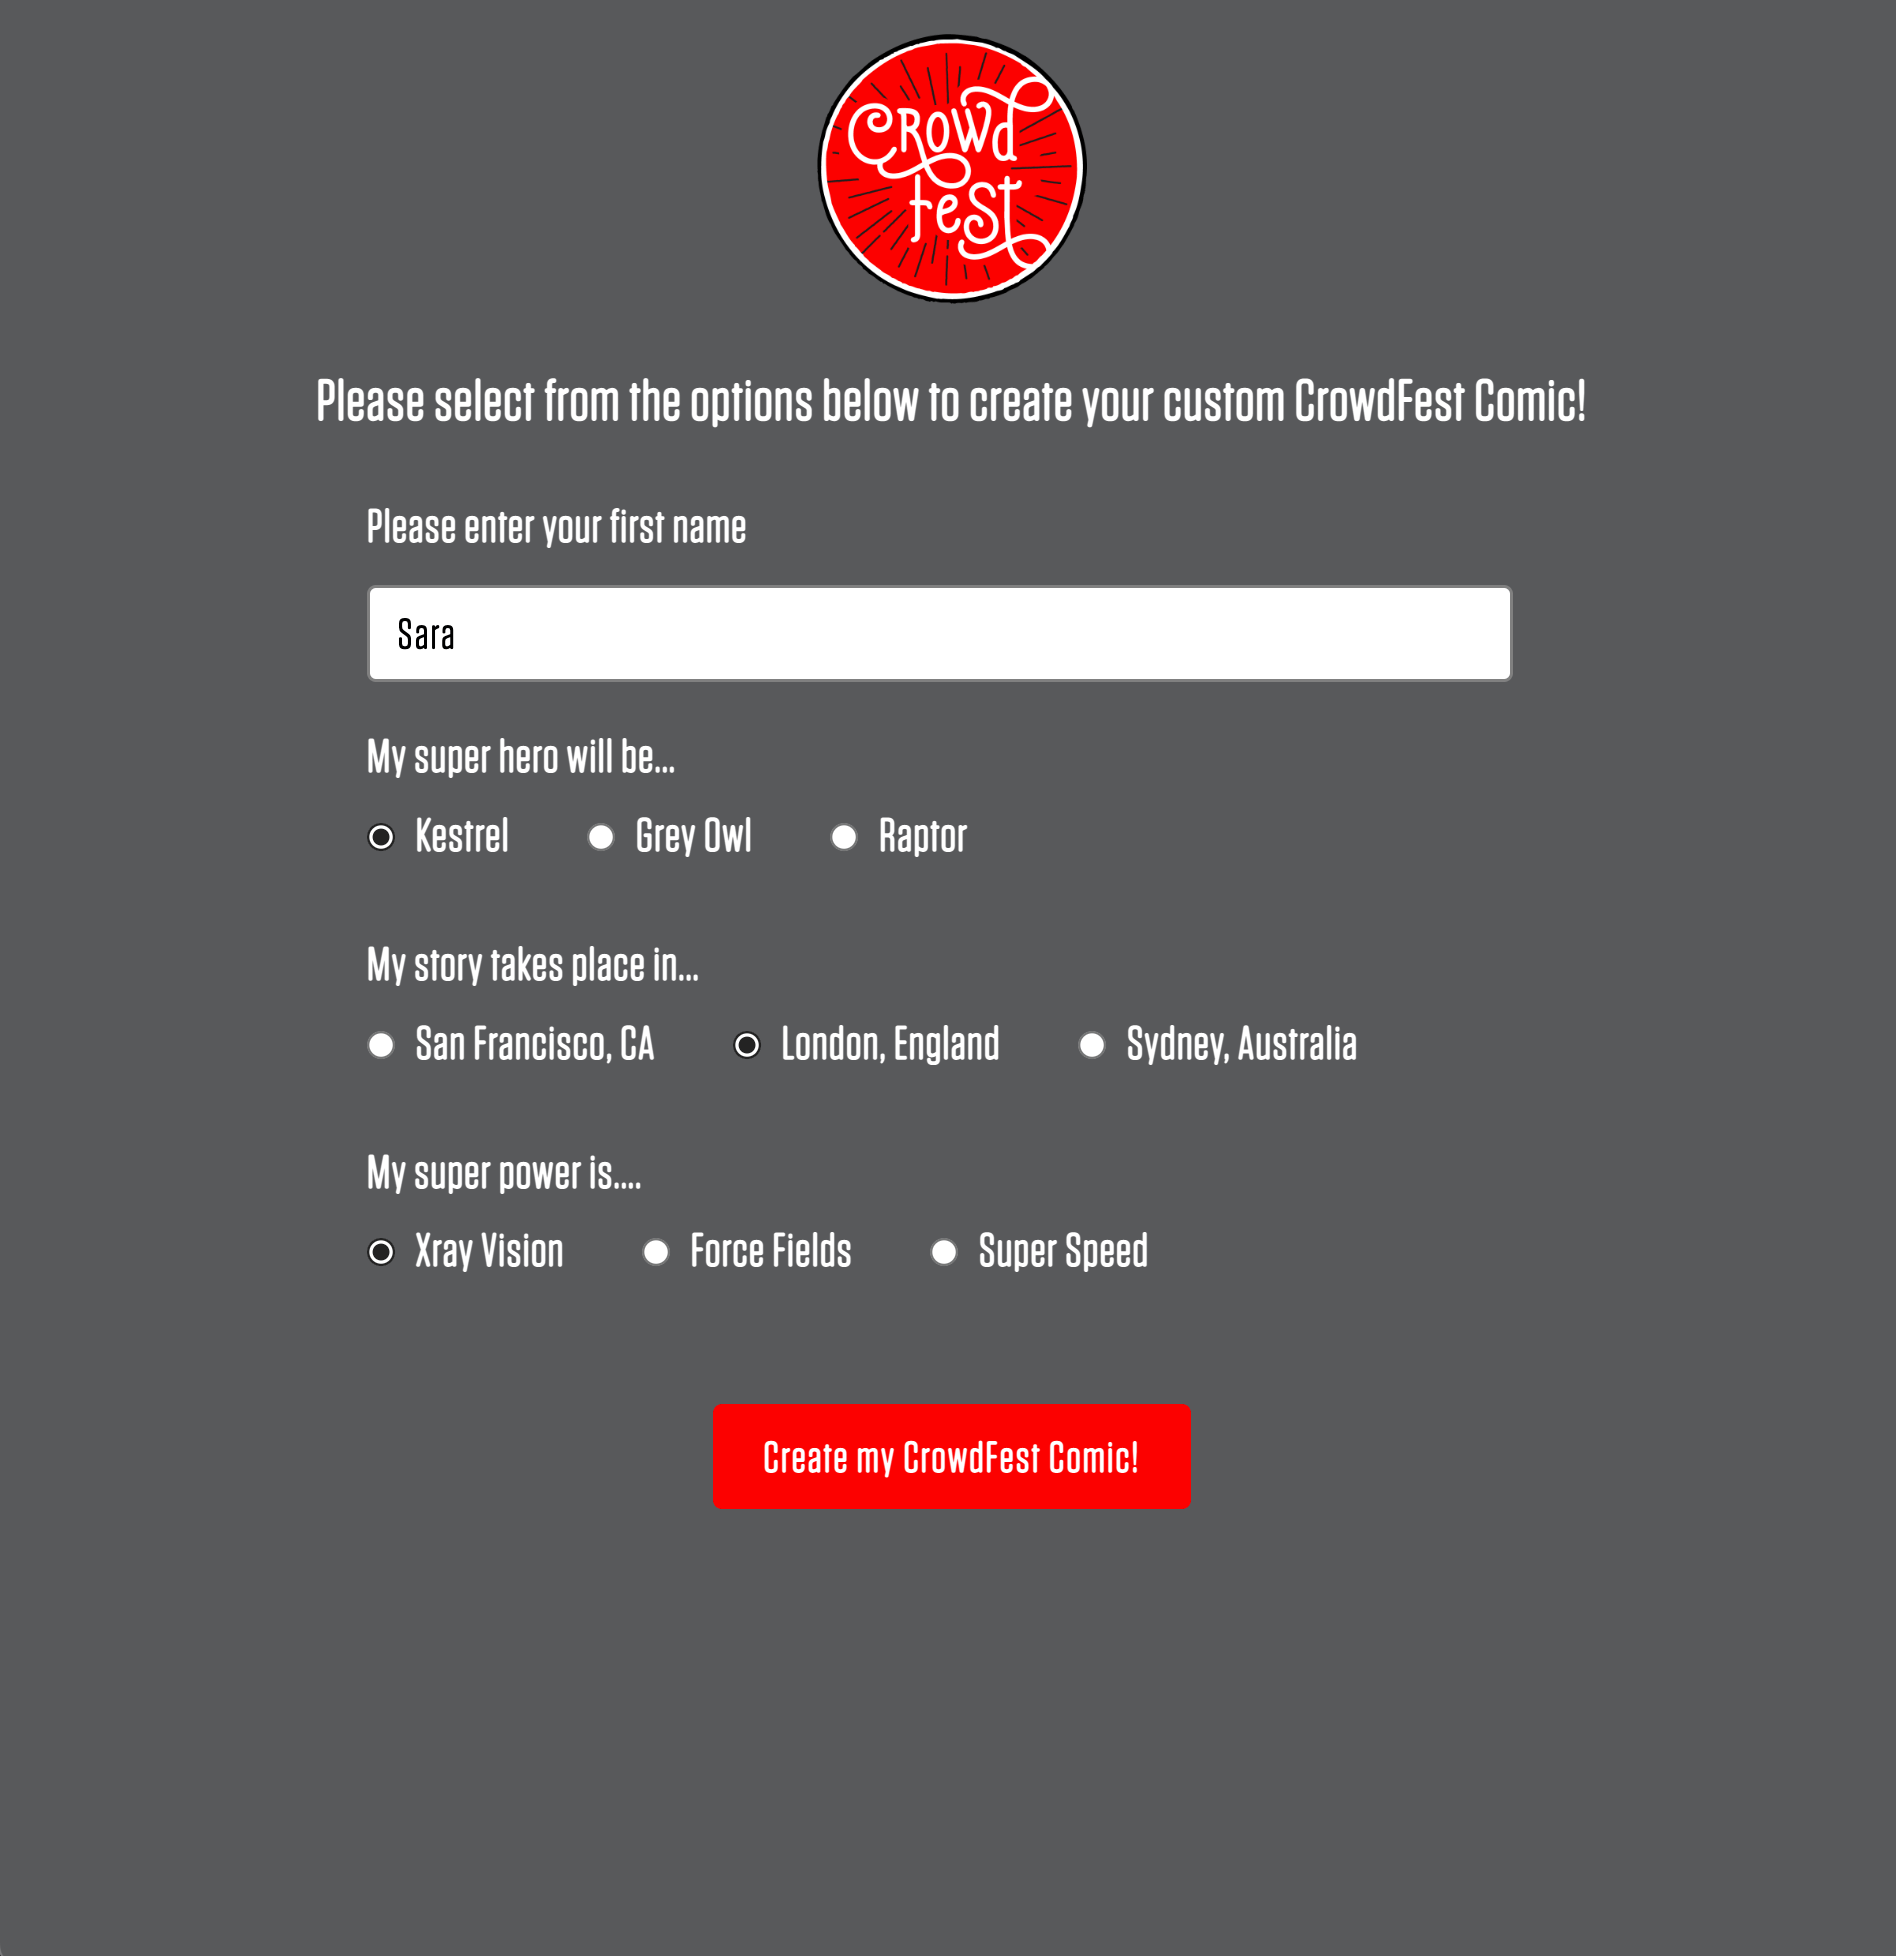 CROWd
fest
Please select from the options below to create your custom CrowdFest Comic!
Please enter your first name
Sara
My super hero will be...
Kestrel Grey Owl Raptor
My story takes place in...
San Francisco, CA London, England Sydney, Australia
My super power is....
Xray Vision Force Fields Super Speed
Create my CrowdFest Comic!